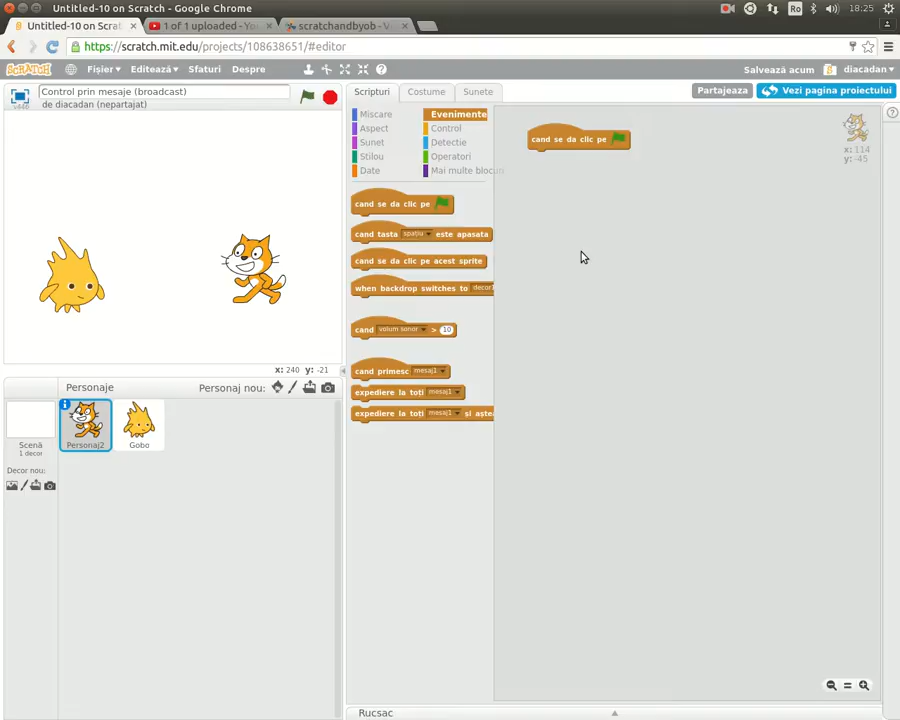 Untitled-10 on Scratch - Google Chrome
Ro
18:25
Untitled-10 on Scrat
1 of 1 uploaded - You
scratchandbyob - V
https://scratch.mit.edu/projects/108638651/#editor
SCRATCH
Fișier
Editează
Sfaturi
Despre
Salvează acum
diacadan
Control prin mesaje (broadcast)
de diacadan (nepartajat)
v446
Scripturi
Costume
Sunete
Partajeaza
Vezi pagina proiectului
Miscare
Evenimente
Aspect
Control
Sunet
Detectie
Stilou
Operatori
Date
Mai multe blocuri
cand se da clic pe
cand tasta spatiu este apasata
cand se da clic pe acest sprite
when backdrop switches to decor1
cand volum sonor > 10
cand primesc mesaj1
expediere la toti mesaj1
expediere la toti mesaj1 si aștea
cand se da clic pe
x: 114
y: -45
x: 240 y: -21
Personaje
Personaj nou:
Scenă
1 decor
Decor nou:
Personaj2
Gobo
Rucsac